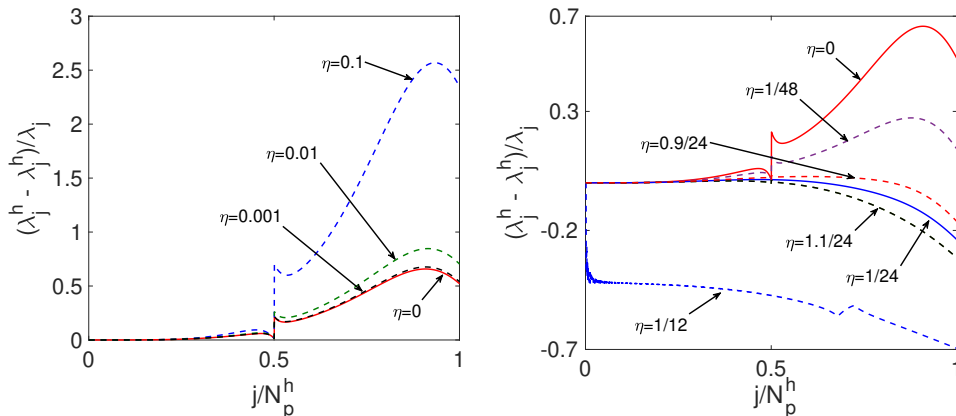 3
2.5
2
1.5
1
0.5
0
(λ_j^h - λ_j^h)/λ_j
η=0.1
η=0.01
η=0.001
η=0
0
0.5
1
j/N_p^h
0.7
0.3
-0.2
-0.7
(λ_j^h - λ_j^h)/λ_j
η=0
η=1/48
η=0.9/24
η=1.1/24
η=1/24
η=1/12
0
0.5
1
j/N_p^h